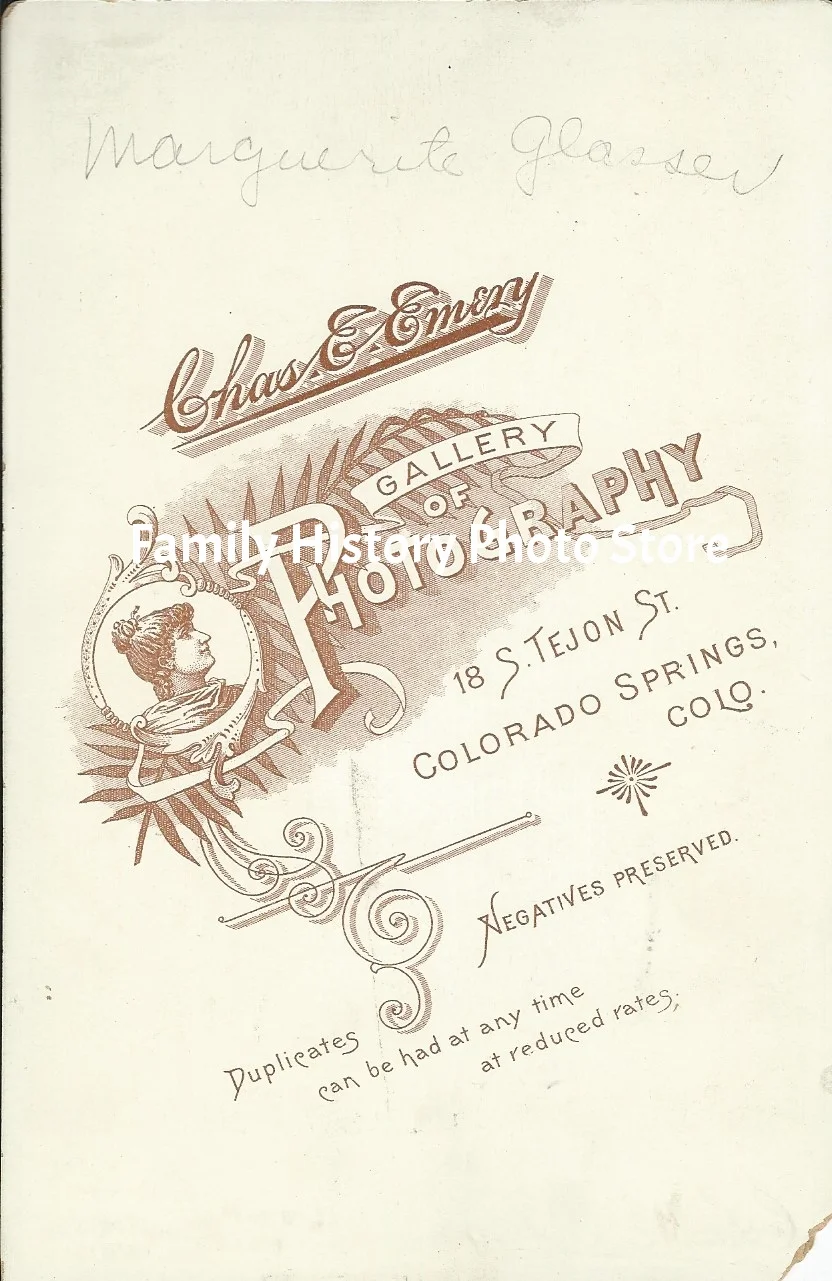 Marguerite Glasser
Chas. E. Emery
GALLERY
OF
PHOTOGRAPHY
Family History Photo Store
18 S. TEJON ST.
COLORADO SPRINGS,
COLO.
NEGATIVES PRESERVED.
Duplicates
can be had at any time
at reduced rates;